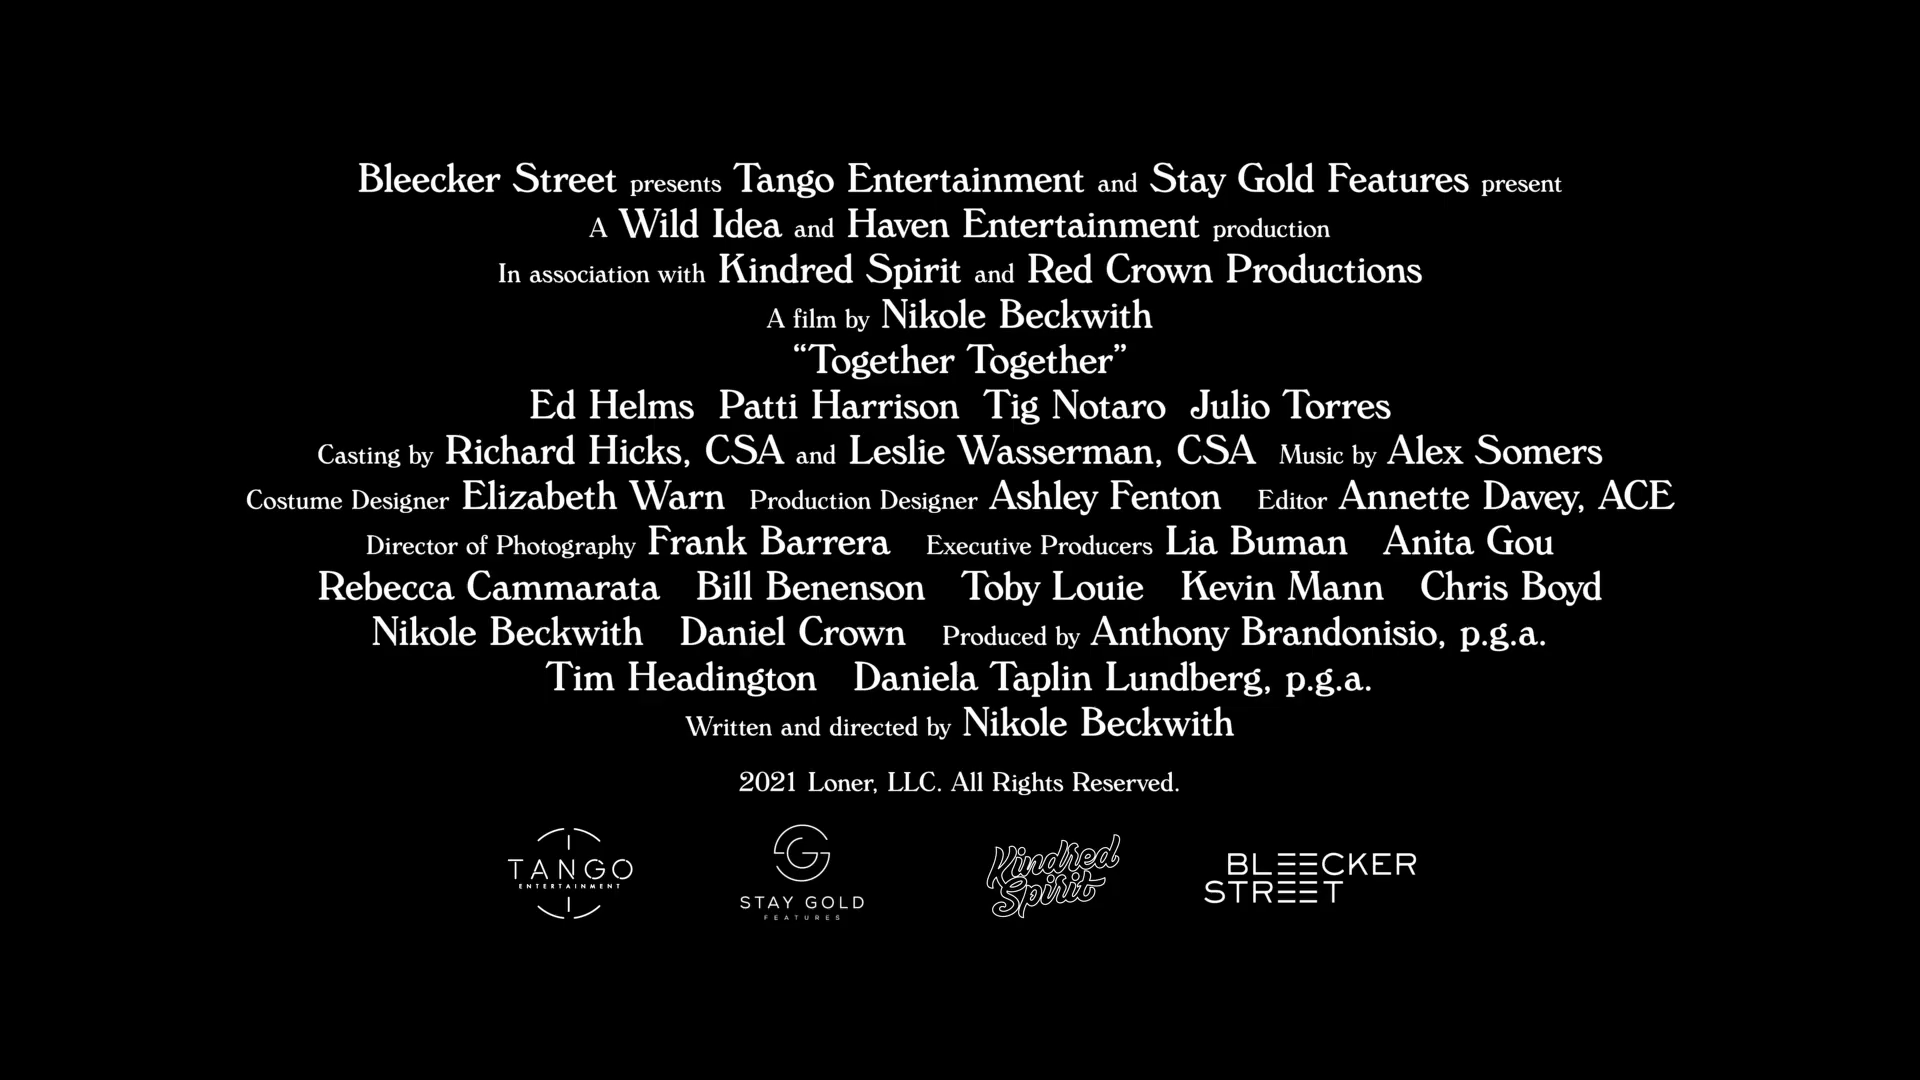 Bleecker Street presents Tango Entertainment and Stay Gold Features present
A Wild Idea and Haven Entertainment production
In association with Kindred Spirit and Red Crown Productions
A film by Nikole Beckwith
“Together Together”
Ed Helms Patti Harrison Tig Notaro Julio Torres
Casting by Richard Hicks, CSA and Leslie Wasserman, CSA Music by Alex Somers
Costume Designer Elizabeth Warn Production Designer Ashley Fenton Editor Annette Davey, ACE
Director of Photography Frank Barrera Executive Producers Lia Buman Anita Gou
Rebecca Cammarata Bill Benenson Toby Louie Kevin Mann Chris Boyd
Nikole Beckwith Daniel Crown Produced by Anthony Brandonisio, p.g.a.
Tim Headington Daniela Taplin Lundberg, p.g.a.
Written and directed by Nikole Beckwith
2021 Loner, LLC. All Rights Reserved.
TANGO
ENTERTAINMENT
STAY GOLD
FEATURES
Kindred
Spirit
BLEECKER
STREET